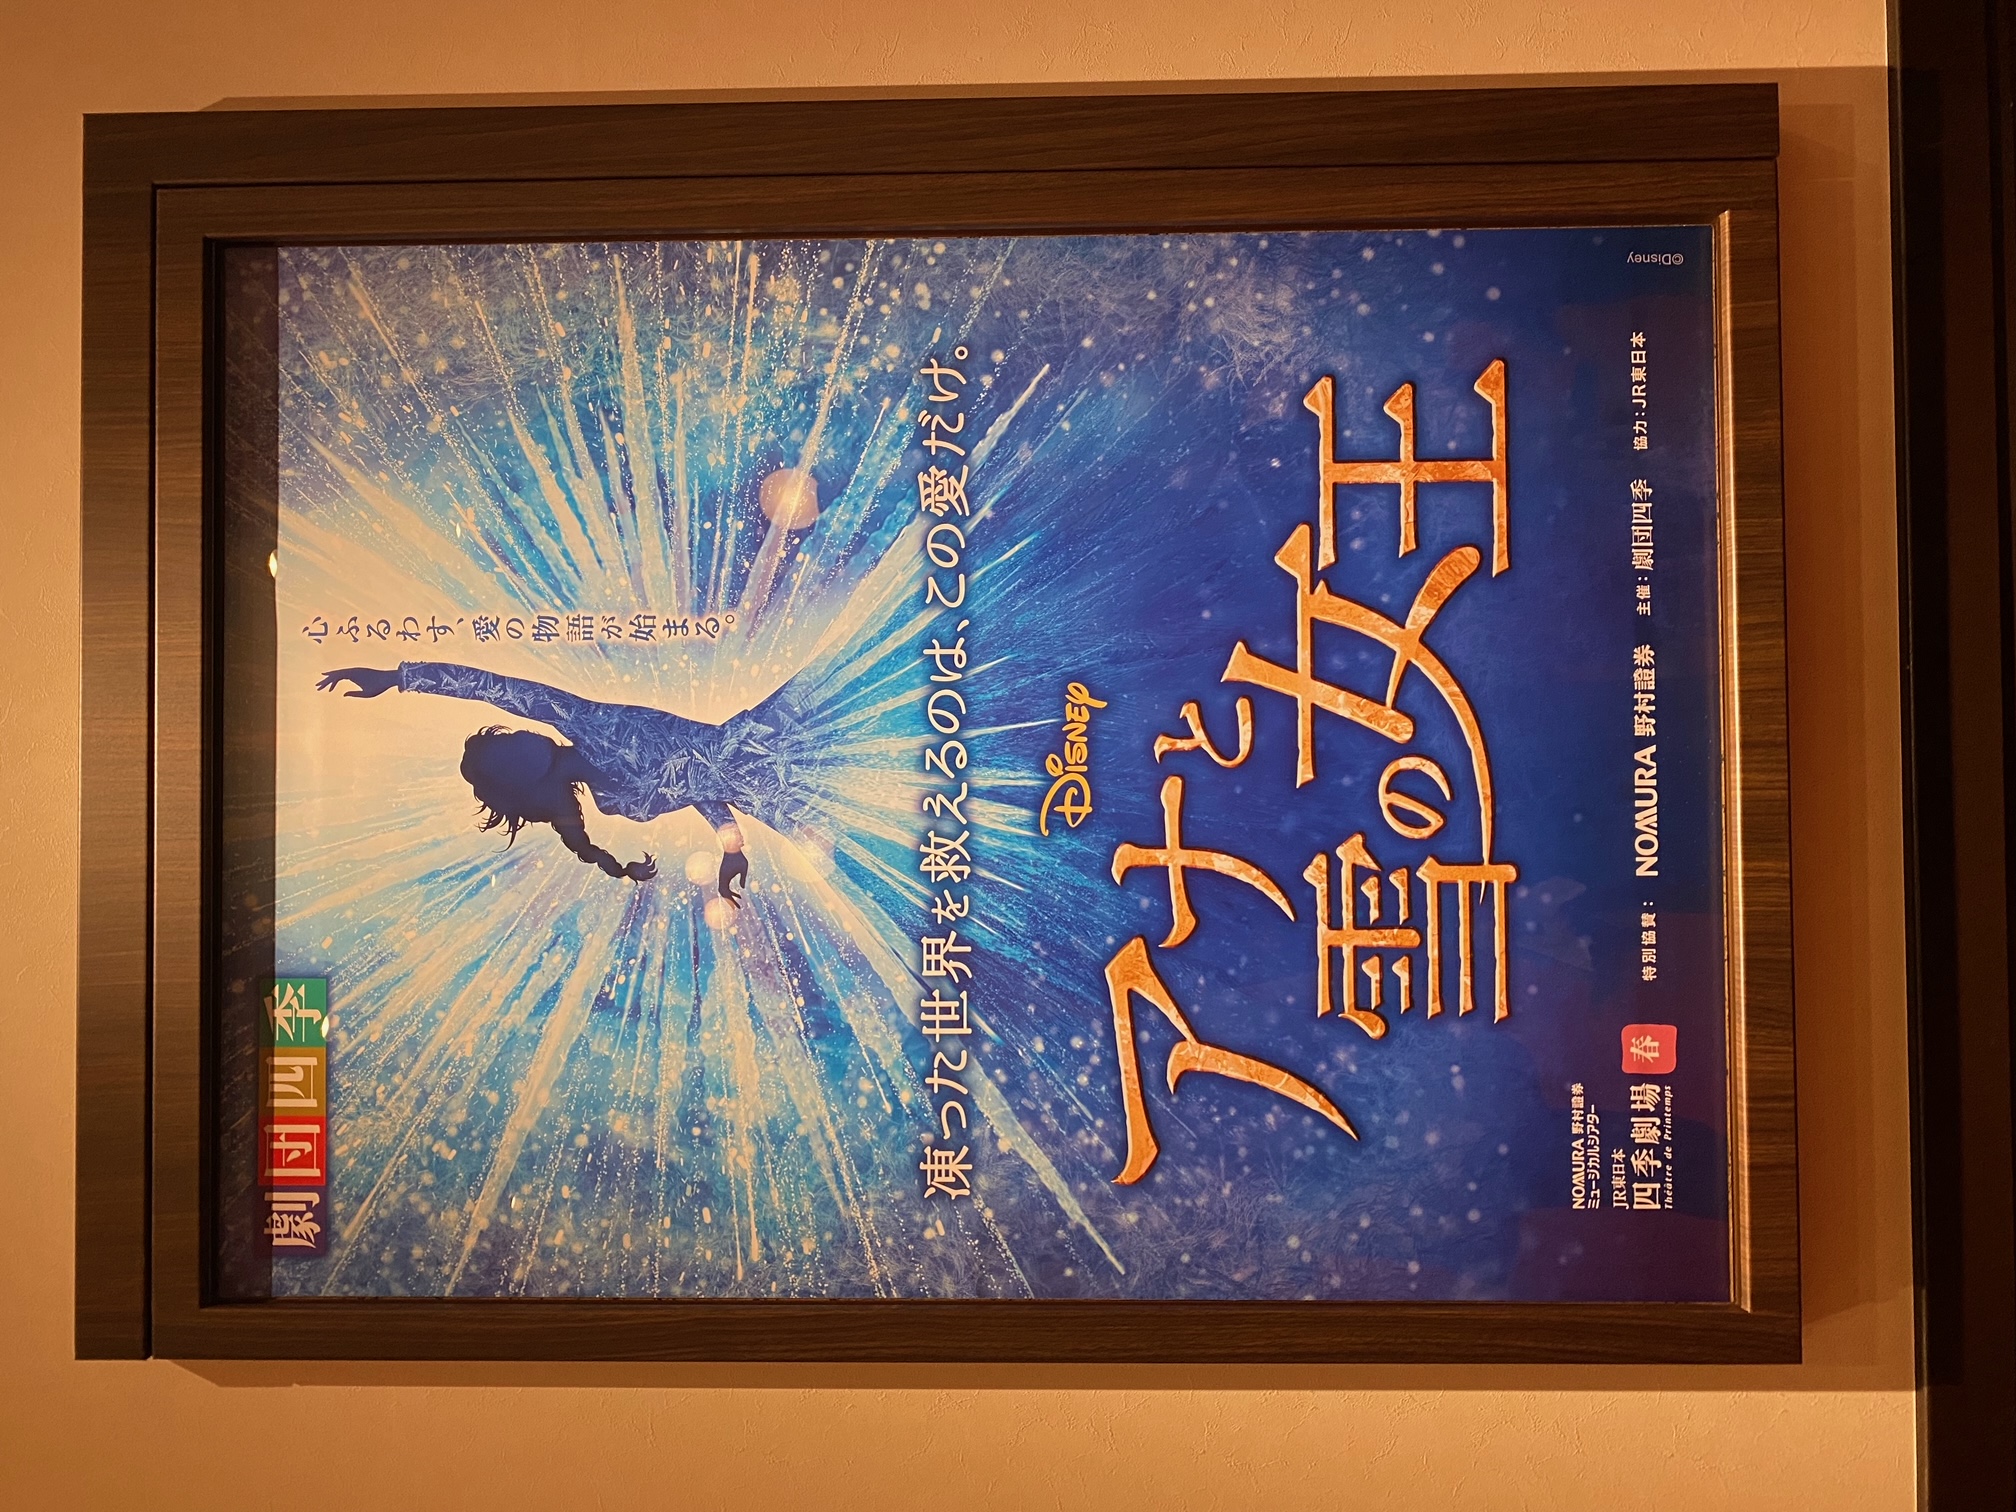 劇団四季
心ふるわす、愛の物語が始まる。
凍った世界を救えるのは、この愛だけ。
Disney
アナと
雪の女王
NOMURA 野村證券
ミュージカルシアター
JR東日本
四季劇場 春
Théâtre de Printemps
特別協賛： NOMURA 野村證券 主催：劇団四季 協力：JR東日本
©Disney